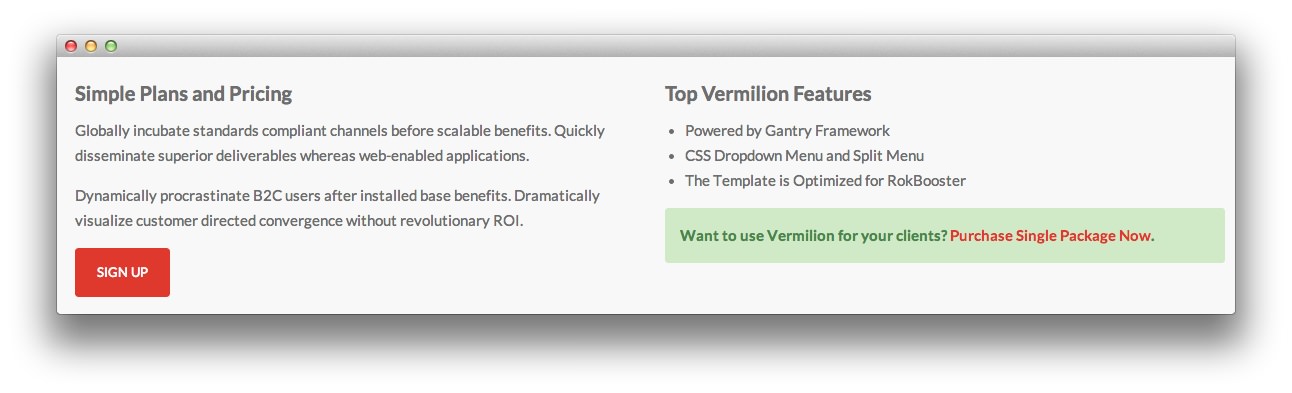 Simple Plans and Pricing
Globally incubate standards compliant channels before scalable benefits. Quickly
disseminate superior deliverables whereas web-enabled applications.
Dynamically procrastinate B2C users after installed base benefits. Dramatically
visualize customer directed convergence without revolutionary ROI.
SIGN UP
Top Vermilion Features
• Powered by Gantry Framework
• CSS Dropdown Menu and Split Menu
• The Template is Optimized for RokBooster
Want to use Vermilion for your clients? Purchase Single Package Now.